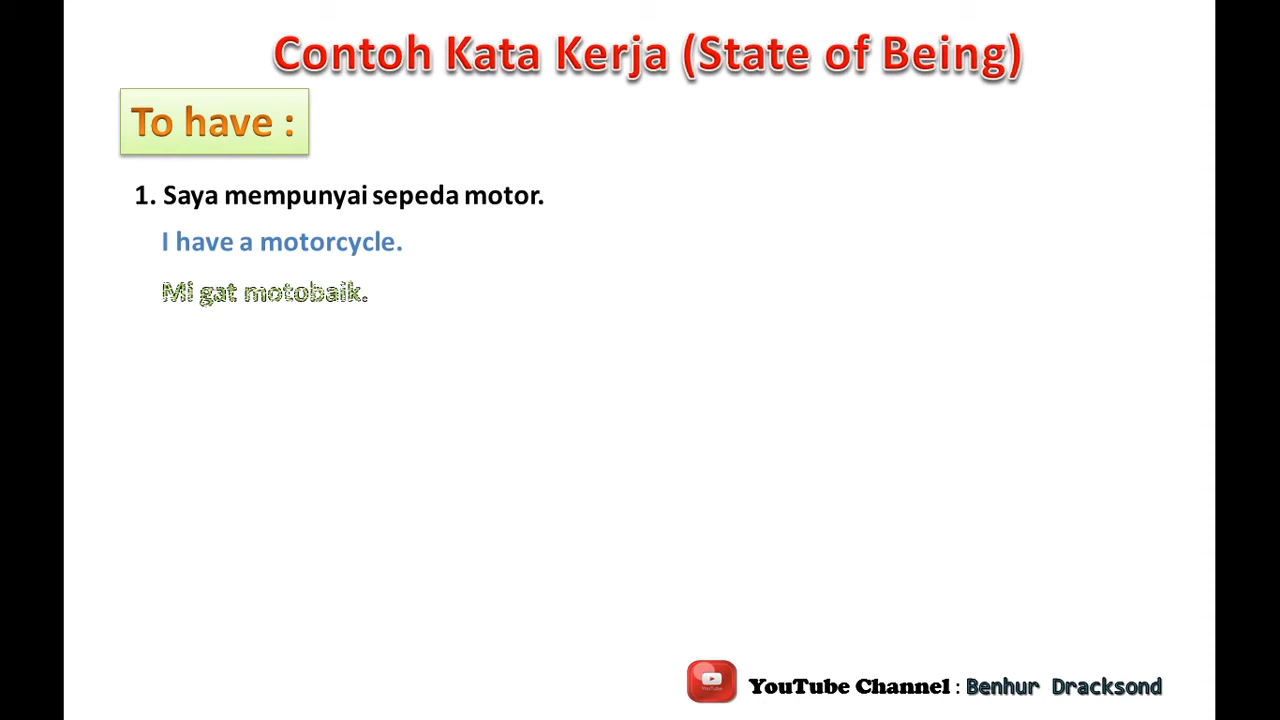 Contoh Kata Kerja (State of Being)
To have :
1. Saya mempunyai sepeda motor.
I have a motorcycle.
Mi gat motobaik.
YouTube Channel : Benhur Dracksond